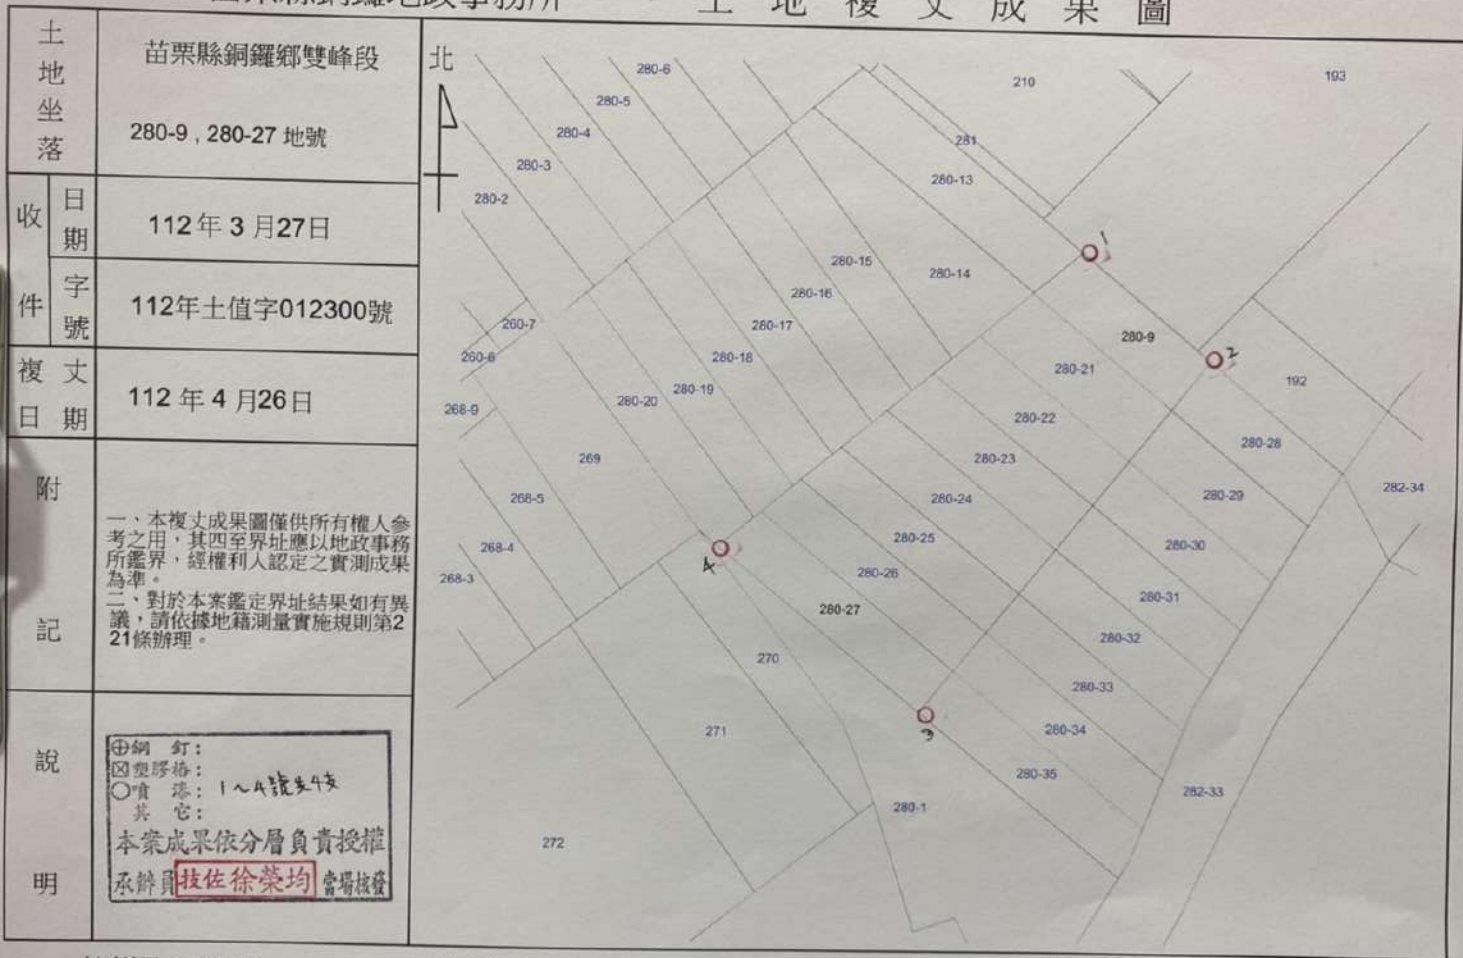 苗栗縣銅鑼地政事務所 土地複丈成果圖
土地坐落
苗栗縣銅鑼鄉雙峰段
280-9 , 280-27 地號
收件
日期
112 年 3 月27日
字號
112年土值字012300號
複丈日期
112 年 4 月26日
附記
一、本複丈成果圖僅供所有權人參
考之用，其四至界址應以地政事務
所鑑界，經權利人認定之實測成果
為準。
二、對於本案鑑定界址結果如有異
議，請依據地籍測量實施規則第2
21條辦理。
說明
⊕鋼 釘：
☒塑膠樁：
○噴 漆：1~4號共4支
其 它：
本案成果依分層負責授權
承辦員 技佐徐榮均 當場核發
北
280-6
280-5
280-4
280-3
280-2
210
193
281
280-13
1
280-15
280-14
280-16
280-17
280-18
280-19
280-20
260-7
260-6
268-9
280-9
2
280-21
192
280-22
280-28
280-23
269
268-5
280-24
280-29
282-34
268-4
4
280-25
280-30
268-3
280-26
280-27
280-31
280-32
270
280-33
271
3
280-34
280-35
280-1
282-33
272